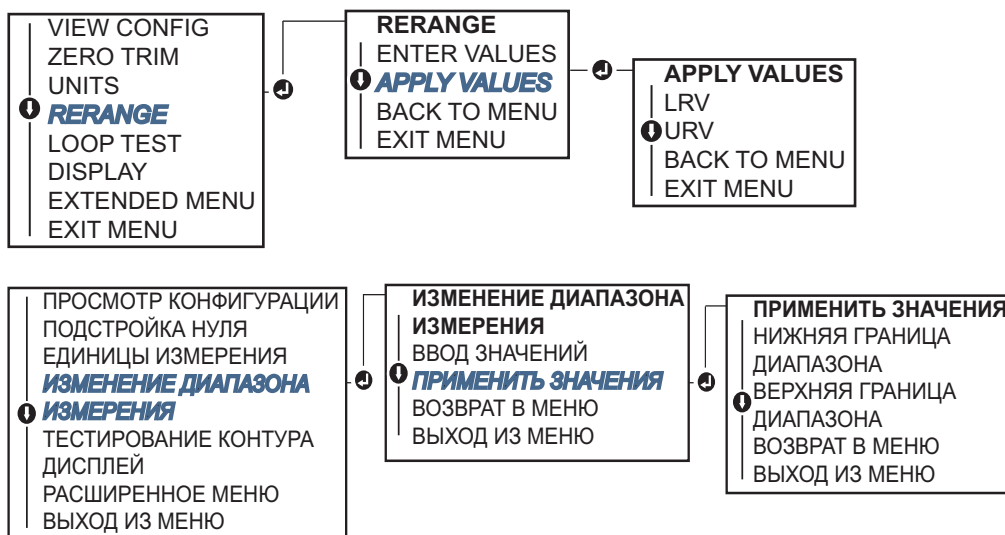 VIEW CONFIG
ZERO TRIM
UNITS
RERANGE
LOOP TEST
DISPLAY
EXTENDED MENU
EXIT MENU
RERANGE
ENTER VALUES
APPLY VALUES
BACK TO MENU
EXIT MENU
APPLY VALUES
LRV
URV
BACK TO MENU
EXIT MENU
ПРОСМОТР КОНФИГУРАЦИИ
ПОДСТРОЙКА НУЛЯ
ЕДИНИЦЫ ИЗМЕРЕНИЯ
ИЗМЕНЕНИЕ ДИАПАЗОНА
ИЗМЕРЕНИЯ
ТЕСТИРОВАНИЕ КОНТУРА
ДИСПЛЕЙ
РАСШИРЕННОЕ МЕНЮ
ВЫХОД ИЗ МЕНЮ
ИЗМЕНЕНИЕ ДИАПАЗОНА
ИЗМЕРЕНИЯ
ВВОД ЗНАЧЕНИЙ
ПРИМЕНИТЬ ЗНАЧЕНИЯ
ВОЗВРАТ В МЕНЮ
ВЫХОД ИЗ МЕНЮ
ПРИМЕНИТЬ ЗНАЧЕНИЯ
НИЖНЯЯ ГРАНИЦА
ДИАПАЗОНА
ВЕРХНЯЯ ГРАНИЦА
ДИАПАЗОНА
ВОЗВРАТ В МЕНЮ
ВЫХОД ИЗ МЕНЮ